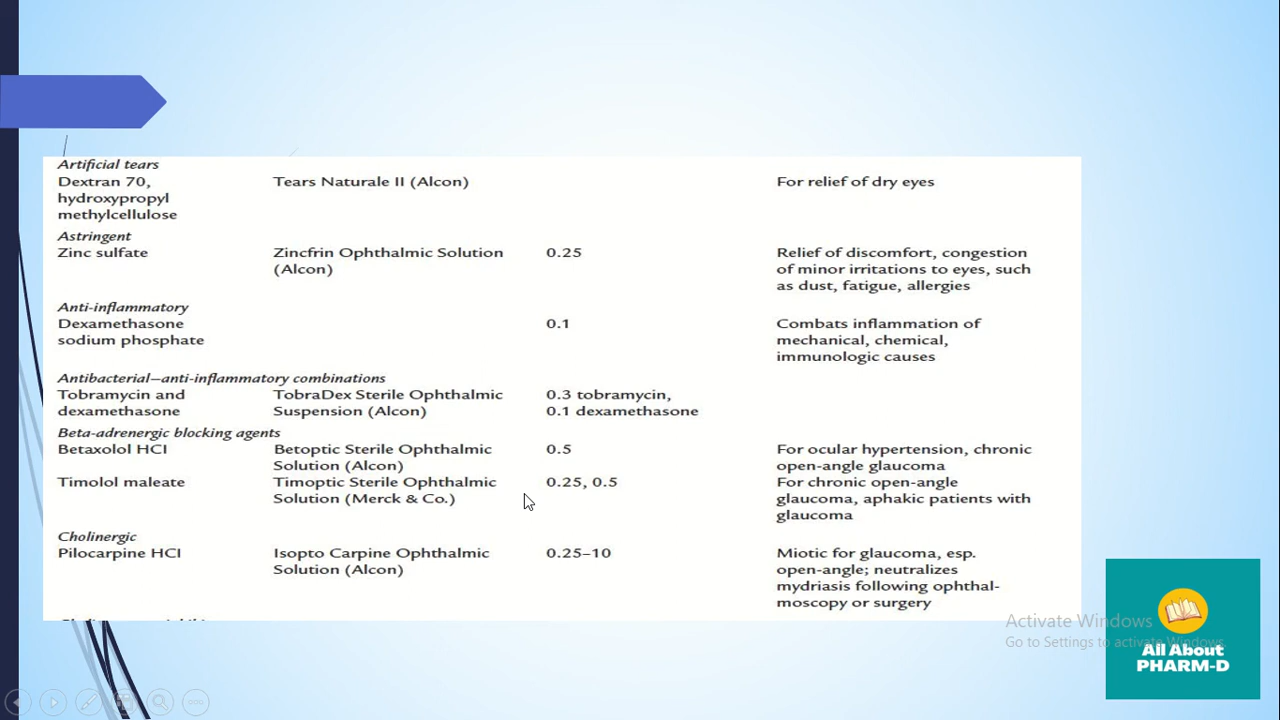 Artificial tears
Dextran 70, Tears Naturale II (Alcon) For relief of dry eyes
hydroxypropyl
methylcellulose
Astringent
Zinc sulfate Zincfrin Ophthalmic Solution 0.25 Relief of discomfort, congestion
(Alcon) of minor irritations to eyes, such
as dust, fatigue, allergies
Anti-inflammatory
Dexamethasone 0.1 Combats inflammation of
sodium phosphate mechanical, chemical,
immunologic causes
Antibacterial—anti-inflammatory combinations
Tobramycin and TobraDex Sterile Ophthalmic 0.3 tobramycin,
dexamethasone Suspension (Alcon) 0.1 dexamethasone
Beta-adrenergic blocking agents
Betaxolol HCI Betoptic Sterile Ophthalmic 0.5 For ocular hypertension, chronic
Solution (Alcon) open-angle glaucoma
Timolol maleate Timoptic Sterile Ophthalmic 0.25, 0.5 For chronic open-angle
Solution (Merck & Co.) glaucoma, aphakic patients with
glaucoma
Cholinergic
Pilocarpine HCI Isopto Carpine Ophthalmic 0.25–10 Miotic for glaucoma, esp.
Solution (Alcon) open-angle; neutralizes
mydriasis following ophthal-
moscopy or surgery
Activate Windows
Go to Settings to activate Windows.
All About
PHARM-D